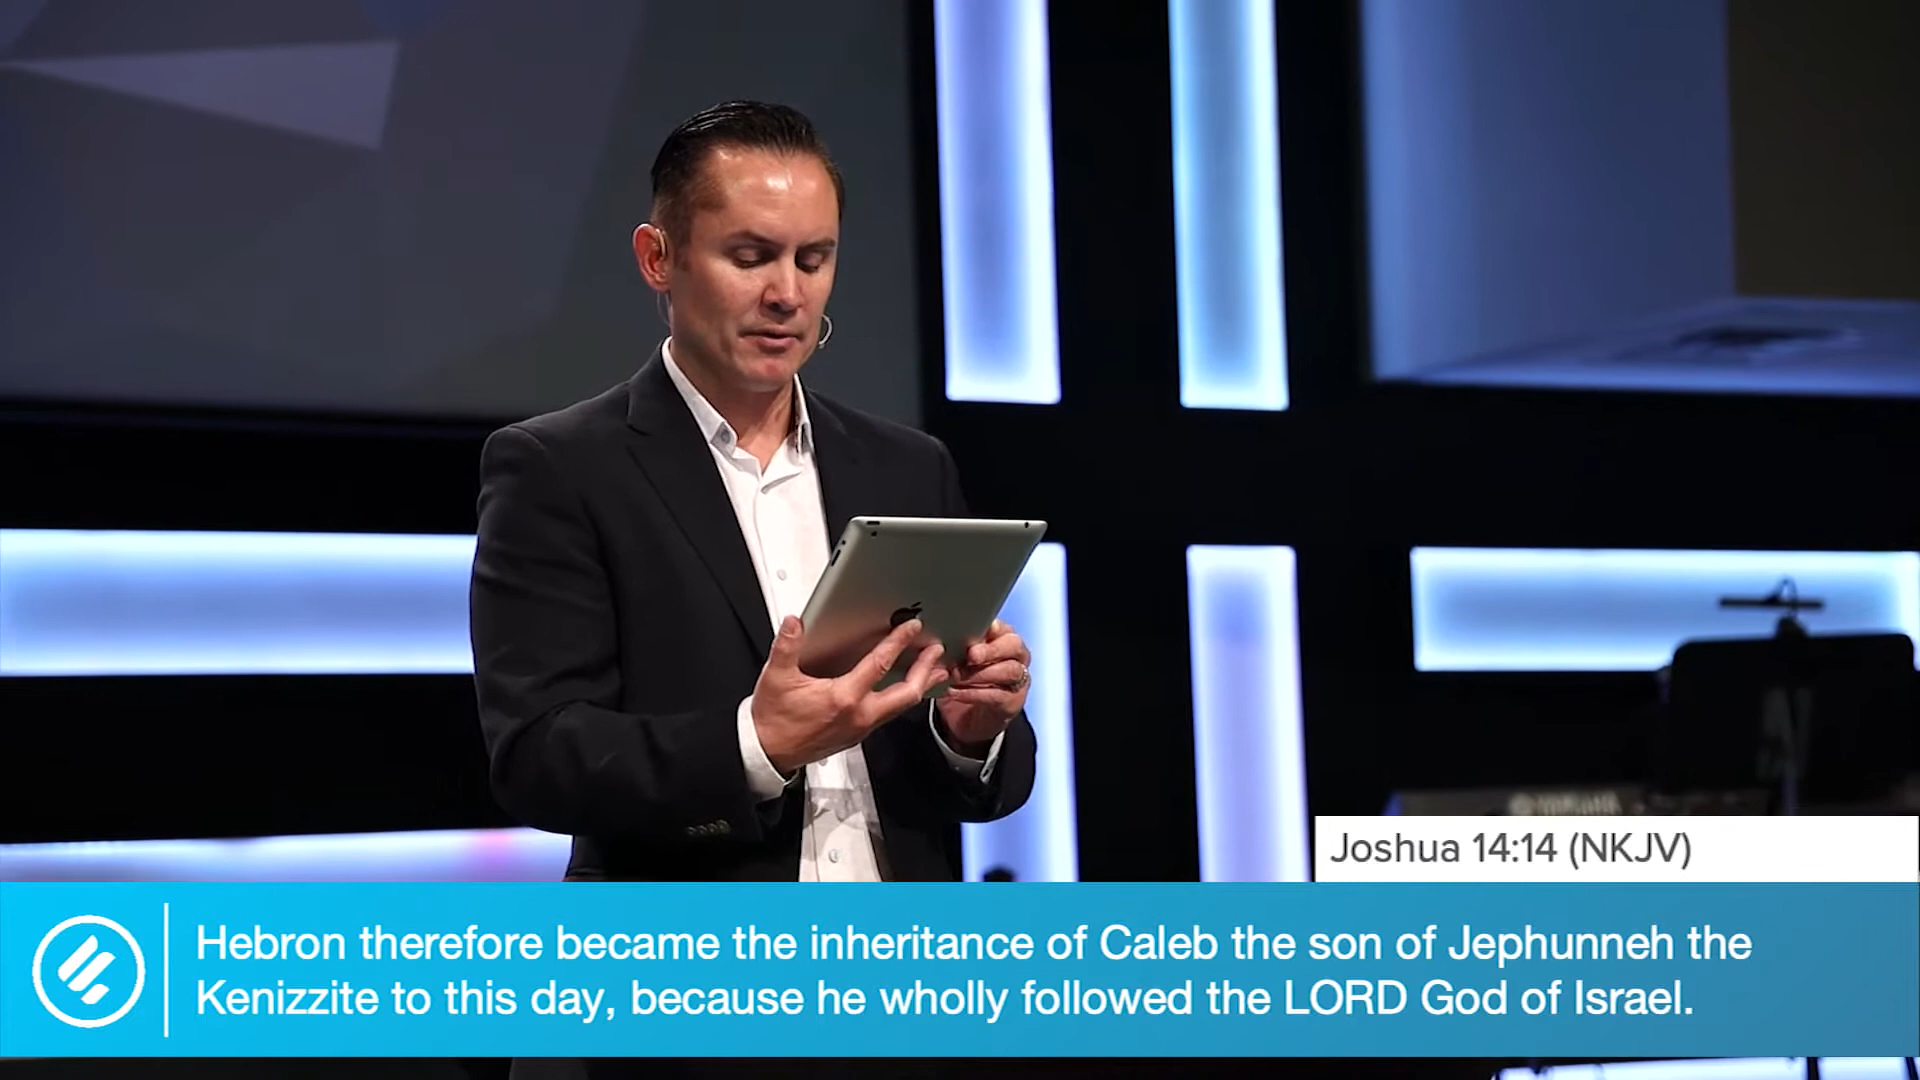 Joshua 14:14 (NKJV)
Hebron therefore became the inheritance of Caleb the son of Jephunneh the
Kenizzite to this day, because he wholly followed the LORD God of Israel.